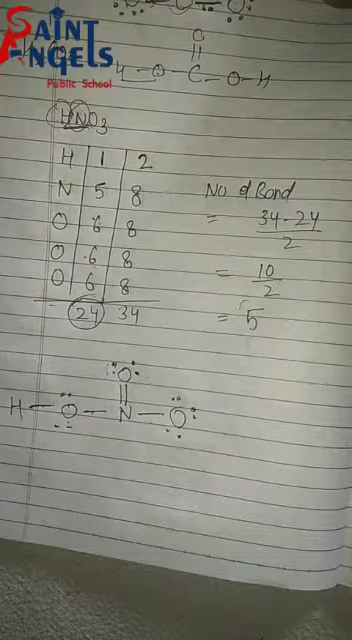 SAINT
ANGELS
Public School
O
H - O - C - O - H
HNO3
H 1 2
N 5 8
O 6 8
O 6 8
O 6 8
24 34
No of Bond
= 34-24
2
= 10
2
= 5
O
H - O - N - O